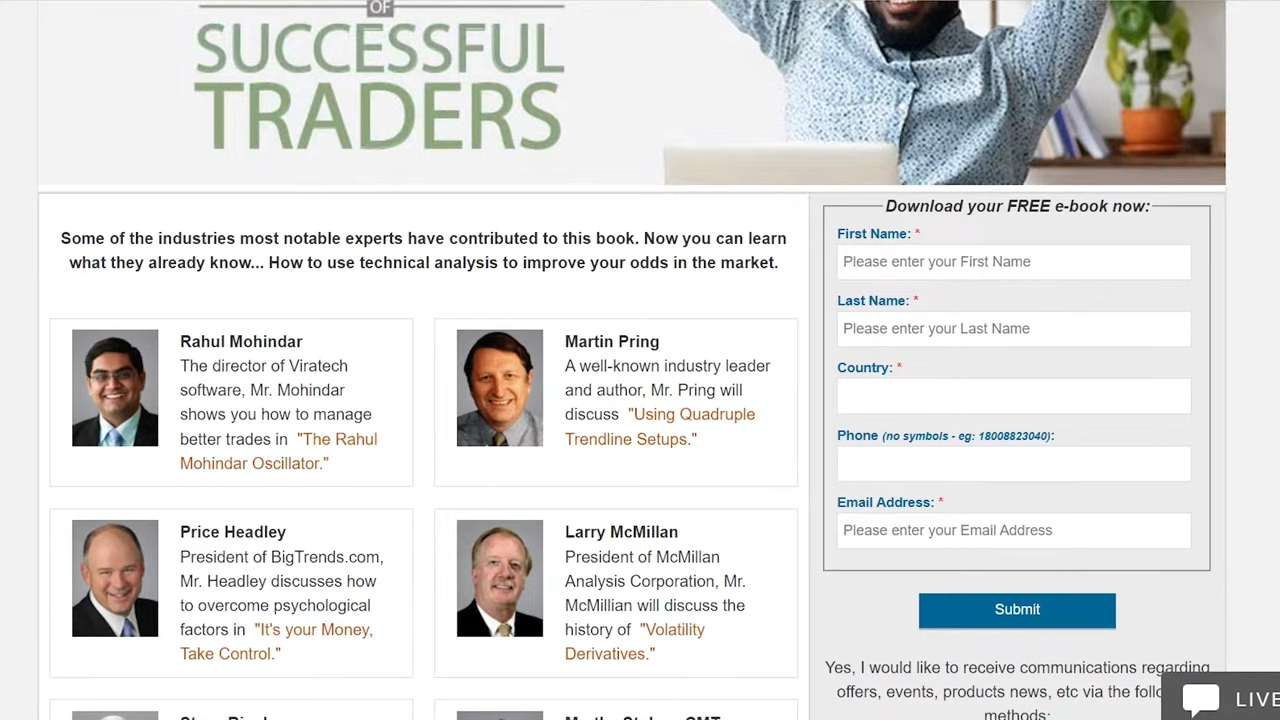 OF
SUCCESSFUL
TRADERS
Some of the industries most notable experts have contributed to this book. Now you can learn
what they already know... How to use technical analysis to improve your odds in the market.
Rahul Mohindar
The director of Viratech
software, Mr. Mohindar
shows you how to manage
better trades in "The Rahul
Mohindar Oscillator."
Martin Pring
A well-known industry leader
and author, Mr. Pring will
discuss "Using Quadruple
Trendline Setups."
Price Headley
President of BigTrends.com,
Mr. Headley discusses how
to overcome psychological
factors in "It's your Money,
Take Control."
Larry McMillan
President of McMillan
Analysis Corporation, Mr.
McMillian will discuss the
history of "Volatility
Derivatives."
Download your FREE e-book now:
First Name: *
Please enter your First Name
Last Name: *
Please enter your Last Name
Country: *
Phone (no symbols - eg: 18008823040):
Email Address: *
Please enter your Email Address
Submit
Yes, I would like to receive communications regarding
offers, events, products news, etc via the
methods:
LIVE